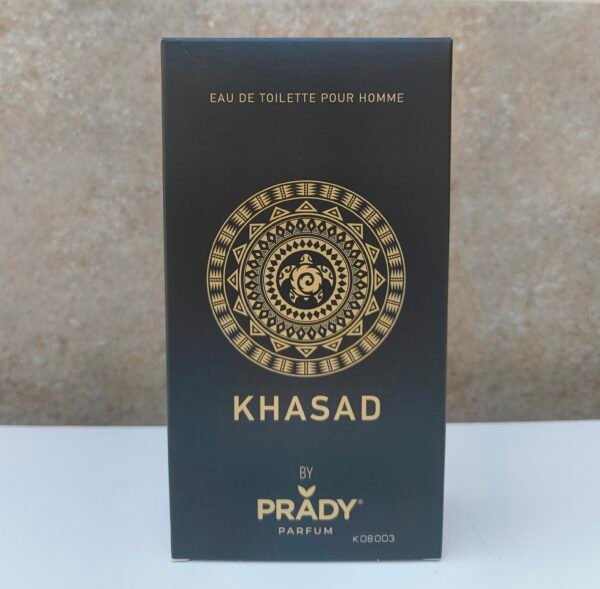 EAU DE TOILETTE POUR HOMME
KHASAD
BY
PRADY®
PARFUM
K08003